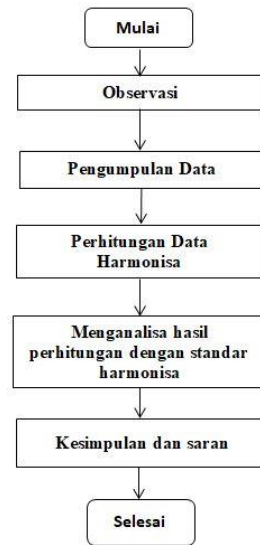 Mulai
Observasi
Pengumpulan Data
Perhitungan Data
Harmonisa
Menganalisa hasil
perhitungan dengan standar
harmonisa
Kesimpulan dan saran
Selesai